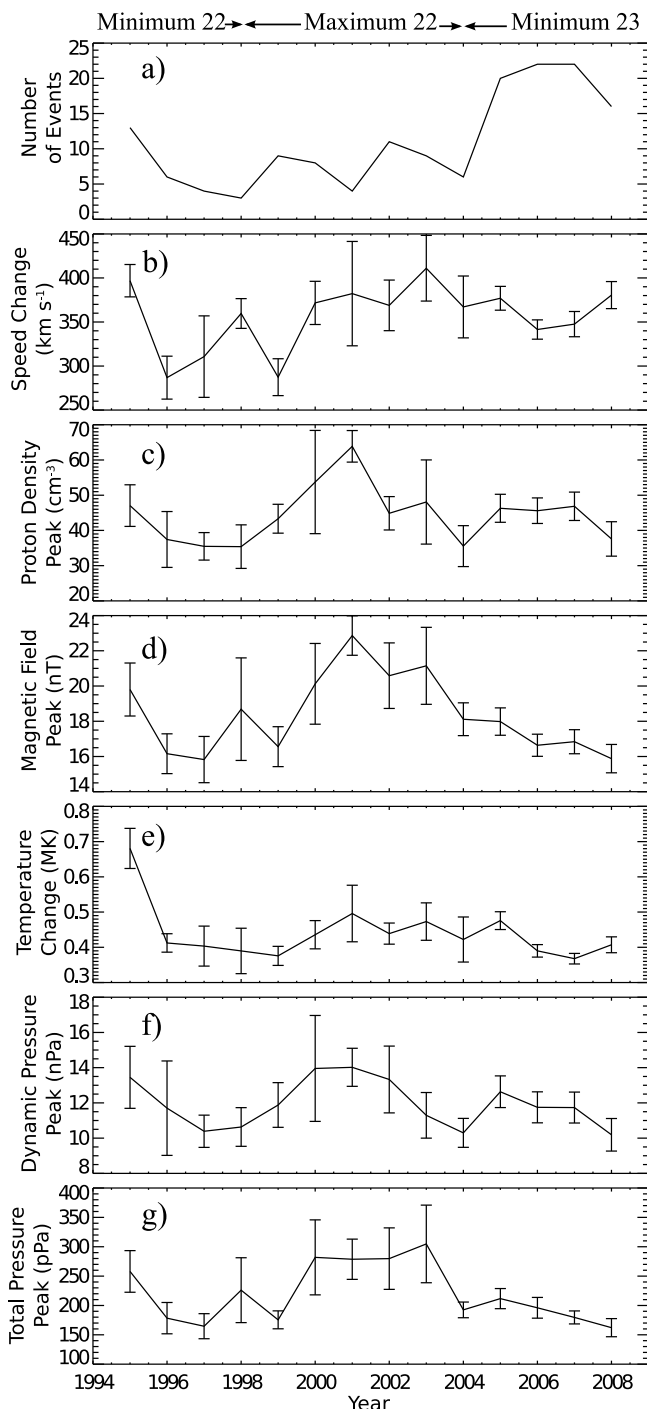 Minimum 22 Maximum 22 Minimum 23
a)
25
20
15
10
5
0
Number
of Events
b)
450
400
350
300
250
Speed Change
(km s-1)
c)
70
60
50
40
30
20
Proton Density
Peak (cm-3)
d)
24
22
20
18
16
14
Magnetic Field
Peak (nT)
e)
0.8
0.7
0.6
0.5
0.4
0.3
Temperature
Change (MK)
f)
18
16
14
12
10
8
Dynamic Pressure
Peak (nPa)
g)
400
350
300
250
200
150
100
Total Pressure
Peak (pPa)
1994 1996 1998 2000 2002 2004 2006 2008
Year